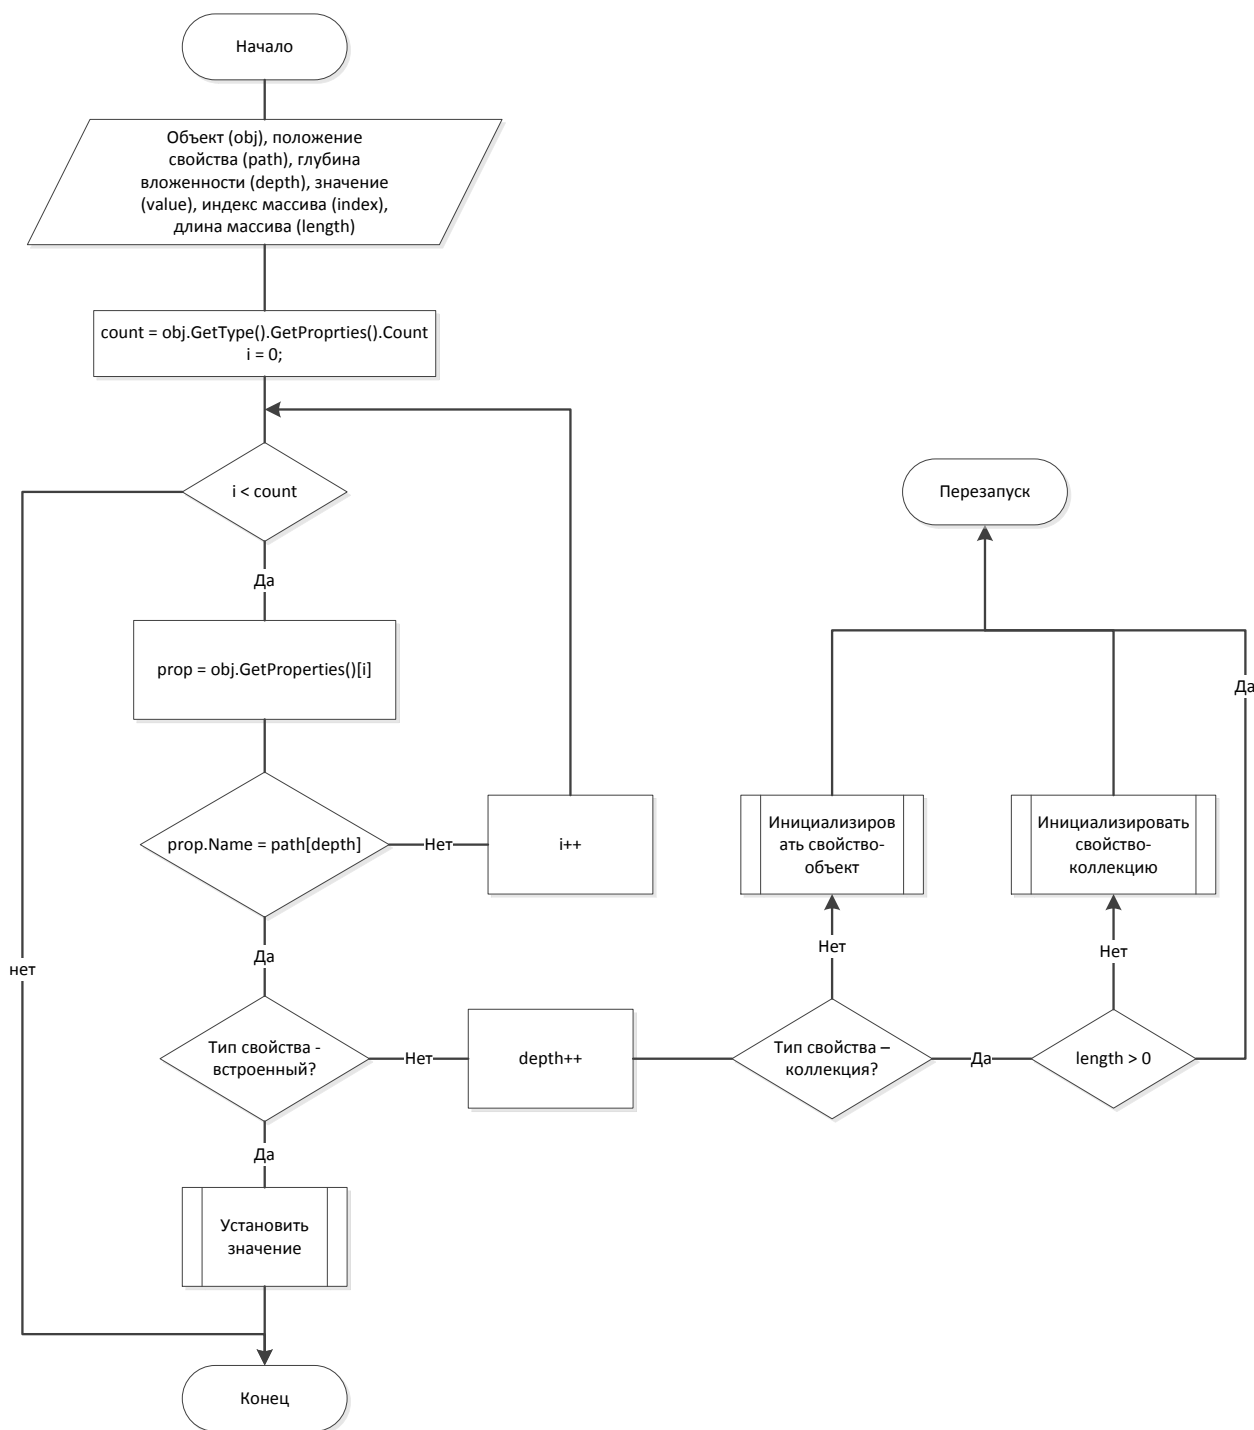 Начало
Объект (obj), положение
свойства (path), глубина
вложенности (depth), значение
(value), индекс массива (index),
длина массива (length)
count = obj.GetType().GetProprties().Count
i = 0;
i < count
Перезапуск
Да
prop = obj.GetProperties()[i]
Да
prop.Name = path[depth]
Нет
i++
Инициализиров
ать свойство-
объект
Инициализировать
свойство-
коллекцию
Да
Нет
Нет
нет
Тип свойства -
встроенный?
Нет
depth++
Тип свойства –
коллекция?
Да
length > 0
Да
Установить
значение
Конец